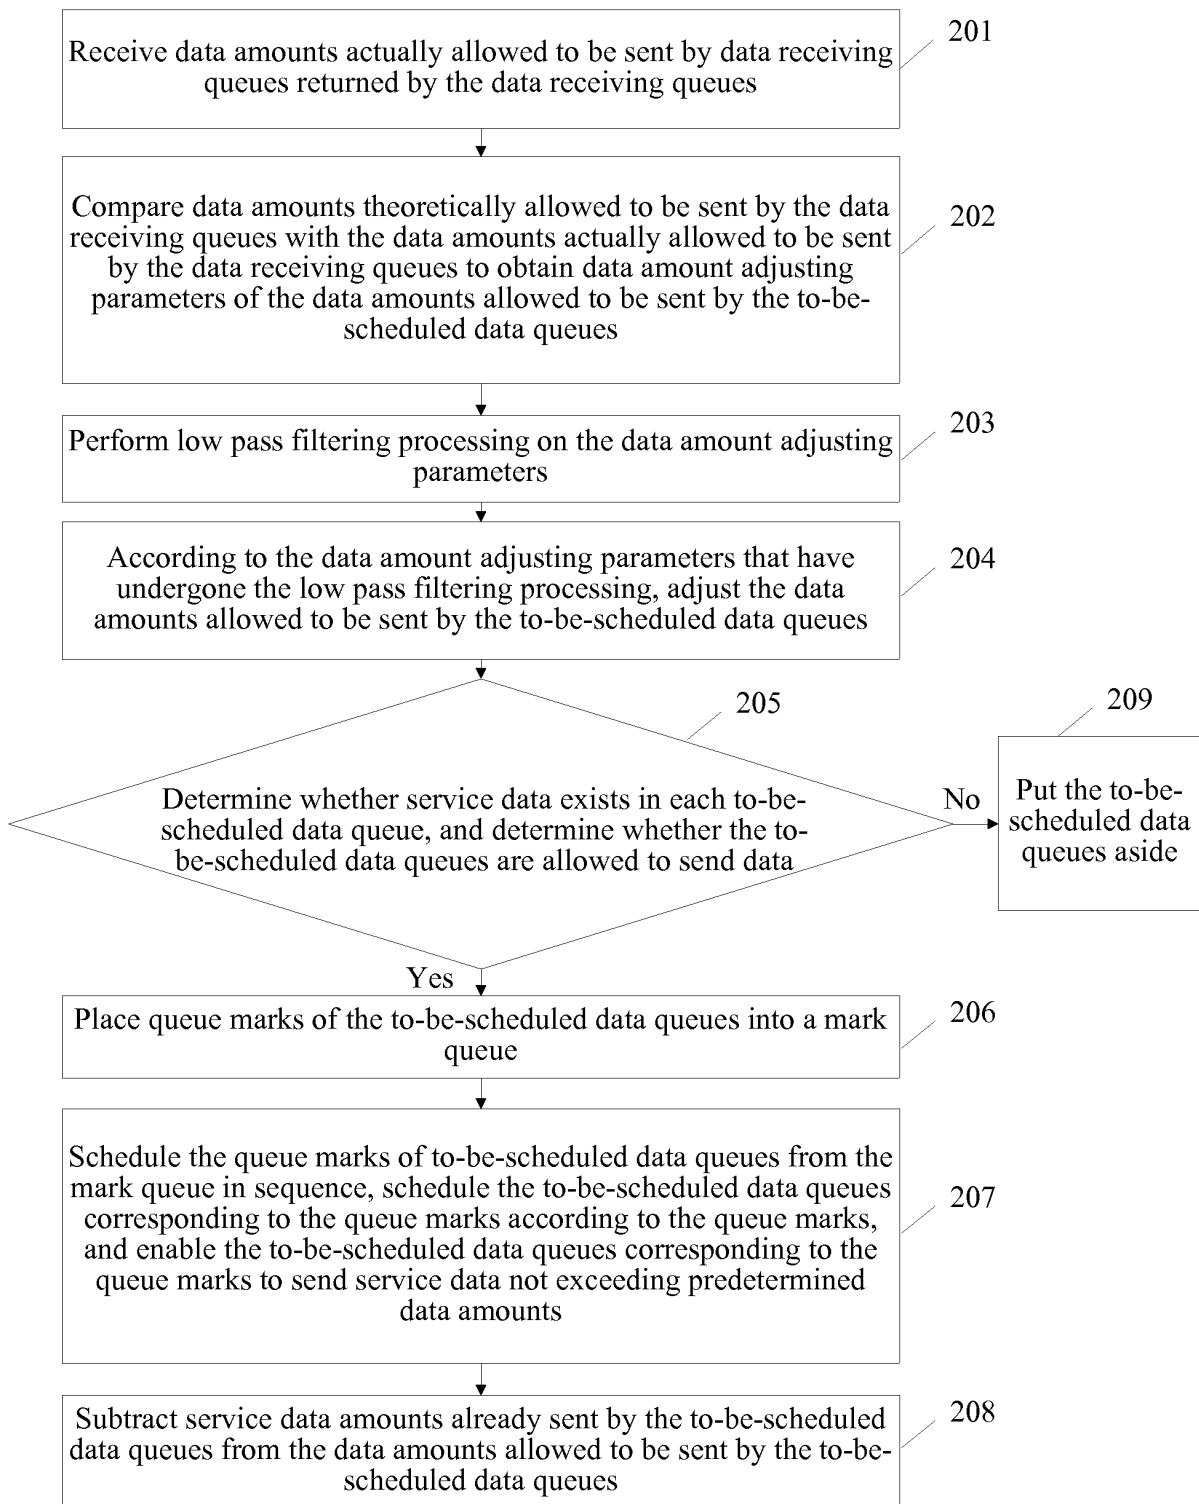 Receive data amounts actually allowed to be sent by data receiving
queues returned by the data receiving queues
201
Compare data amounts theoretically allowed to be sent by the data
receiving queues with the data amounts actually allowed to be sent
by the data receiving queues to obtain data amount adjusting
parameters of the data amounts allowed to be sent by the to-be-
scheduled data queues
202
Perform low pass filtering processing on the data amount adjusting
parameters
203
According to the data amount adjusting parameters that have
undergone the low pass filtering processing, adjust the data
amounts allowed to be sent by the to-be-scheduled data queues
204
Determine whether service data exists in each to-be-
scheduled data queue, and determine whether the to-
be-scheduled data queues are allowed to send data
205
No
Put the to-be-
scheduled data
queues aside
209
Yes
Place queue marks of the to-be-scheduled data queues into a mark
queue
206
Schedule the queue marks of to-be-scheduled data queues from the
mark queue in sequence, schedule the to-be-scheduled data queues
corresponding to the queue marks according to the queue marks,
and enable the to-be-scheduled data queues corresponding to the
queue marks to send service data not exceeding predetermined
data amounts
207
Subtract service data amounts already sent by the to-be-scheduled
data queues from the data amounts allowed to be sent by the to-be-
scheduled data queues
208